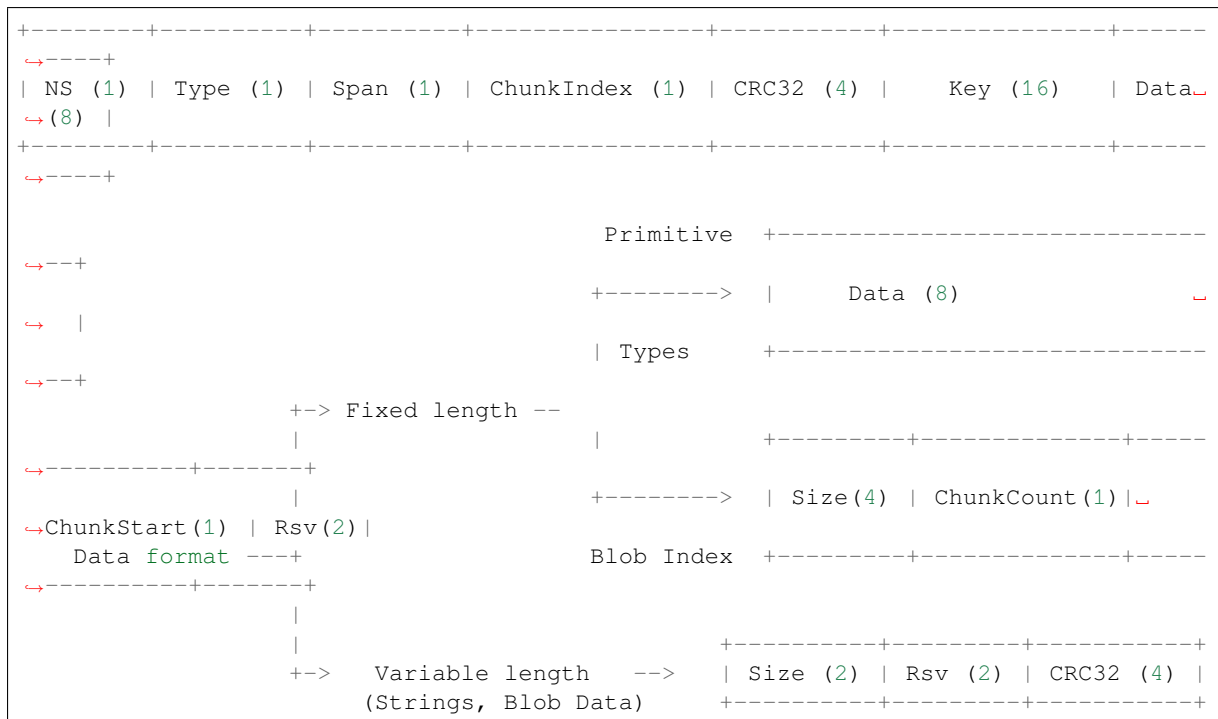 +--------+----------+----------+----------------+-----------+---------------+------
↪----+
| NS (1) | Type (1) | Span (1) | ChunkIndex (1) | CRC32 (4) |    Key (16)   | Data␣
↪(8) |
+--------+----------+----------+----------------+-----------+---------------+------
↪----+
                                         Primitive  +------------------------------
↪--+
                                        +-------->  |     Data (8)                ␣
↪  |
                                        | Types     +------------------------------
↪--+
                   +-> Fixed length --
                   |                    |           +---------+--------------+-----
↪----------+-------+
                   |                    +-------->  | Size(4) | ChunkCount(1)|␣
↪ChunkStart(1) | Rsv(2)|
    Data format ---+                    Blob Index  +---------+--------------+-----
↪----------+-------+
                   |
                   |                             +----------+---------+-----------+
                   +->   Variable length   -->   | Size (2) | Rsv (2) | CRC32 (4) |
                        (Strings, Blob Data)     +----------+---------+-----------+